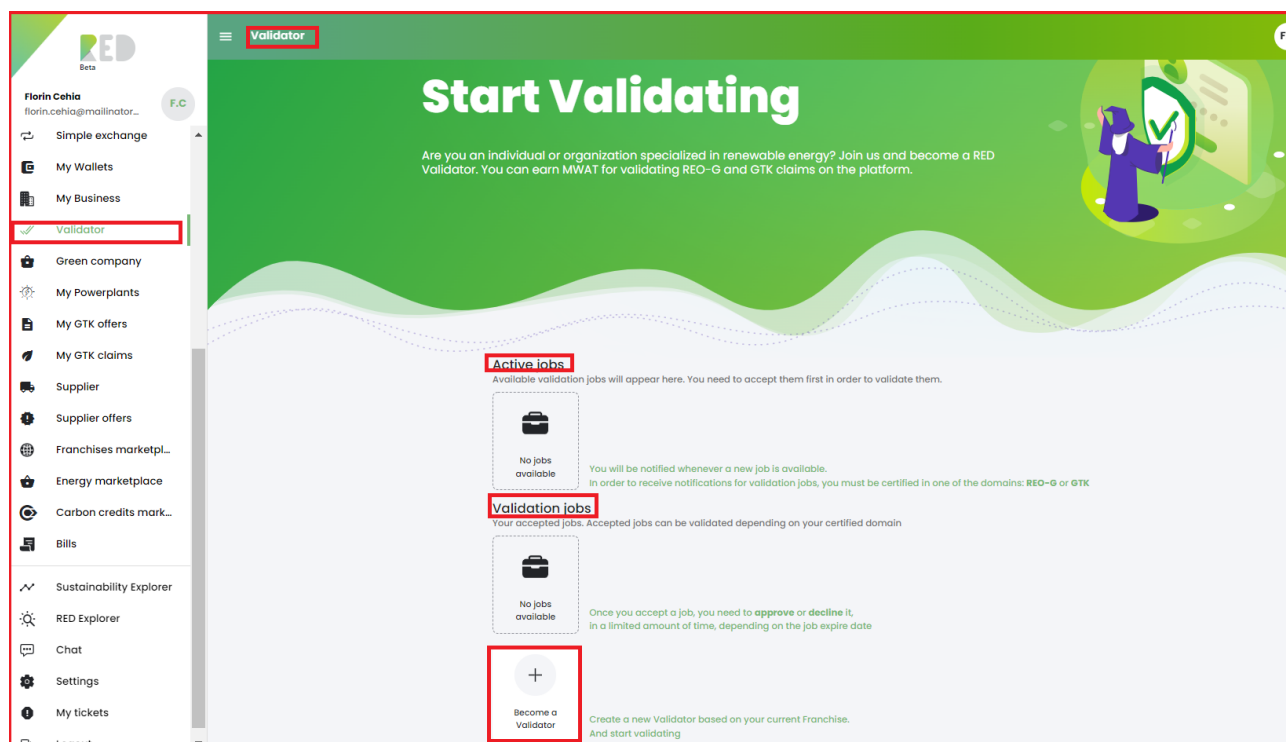 RED
Beta
Florin Cehia
florin.cehia@mailinator...
F.C
Simple exchange
My Wallets
My Business
Validator
Green company
My Powerplants
My GTK offers
My GTK claims
Supplier
Supplier offers
Franchises marketpl...
Energy marketplace
Carbon credits mark...
Bills
Sustainability Explorer
RED Explorer
Chat
Settings
My tickets
Validator
F
Start Validating
Are you an individual or organization specialized in renewable energy? Join us and become a RED
Validator. You can earn MWAT for validating REO-G and GTK claims on the platform.
Active jobs
Available validation jobs will appear here. You need to accept them first in order to validate them.
No jobs
available
You will be notified whenever a new job is available.
In order to receive notifications for validation jobs, you must be certified in one of the domains: REO-G or GTK
Validation jobs
Your accepted jobs. Accepted jobs can be validated depending on your certified domain
No jobs
available
Once you accept a job, you need to approve or decline it,
in a limited amount of time, depending on the job expire date
Become a
Validator
Create a new Validator based on your current Franchise.
And start validating